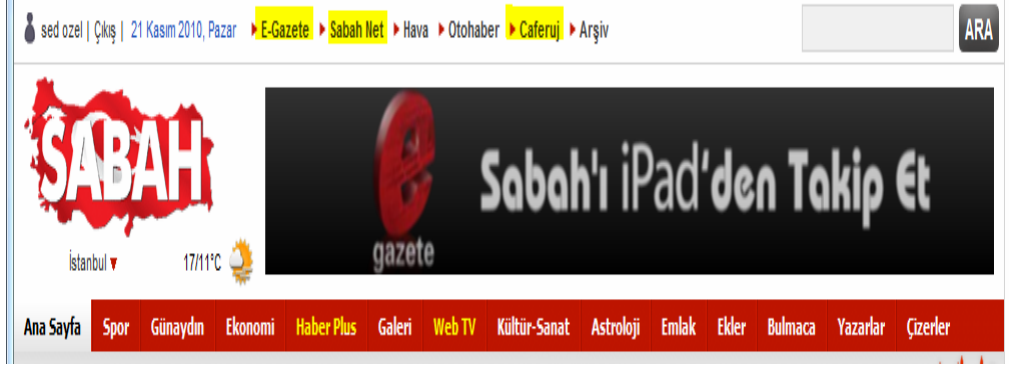 sed ozel | Çıkış | 21 Kasım 2010, Pazar E-Gazete Sabah Net Hava Otohaber Caferuj Arşiv ARA
SABAH
e gazete
Sabah'ı iPad'den Takip Et
İstanbul 17/11°C
Ana Sayfa Spor Günaydın Ekonomi Haber Plus Galeri Web TV Kültür-Sanat Astroloji Emlak Ekler Bulmaca Yazarlar Çizerler